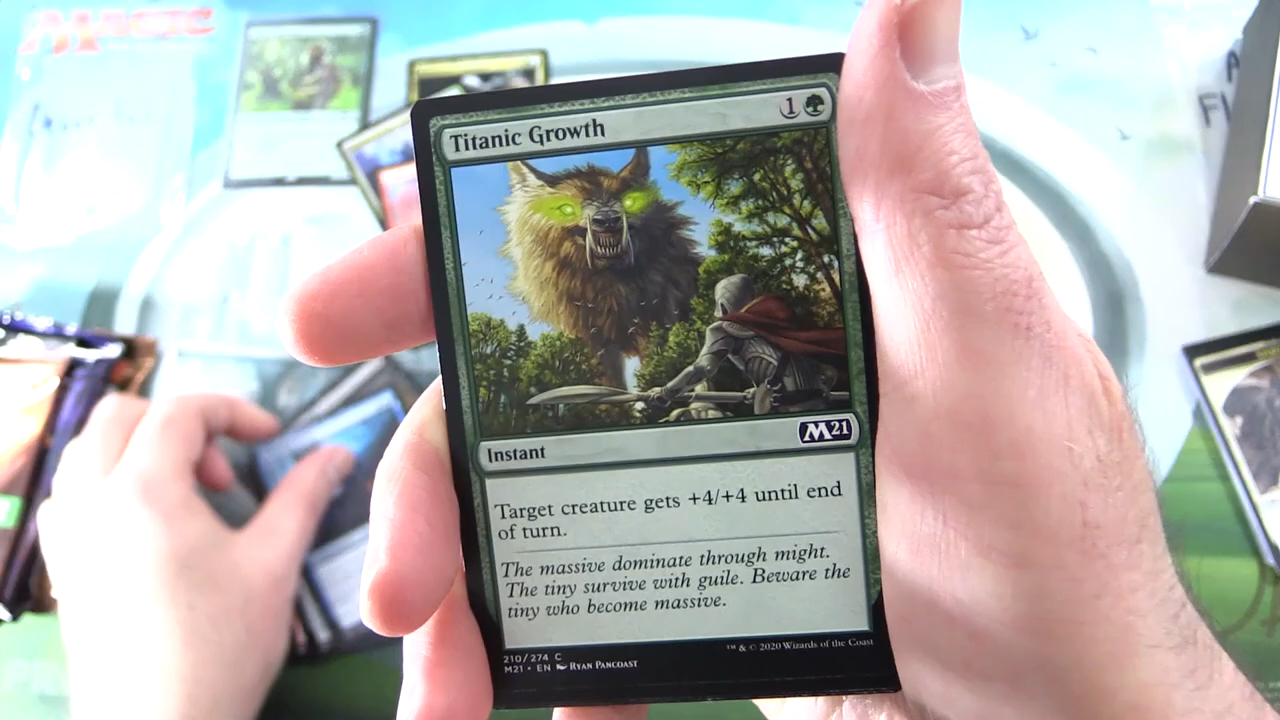 MAGIC
Titanic Growth
1
Instant
M21
Target creature gets +4/+4 until end
of turn.
The massive dominate through might.
The tiny survive with guile. Beware the
tiny who become massive.
210/274 C
M21 • EN RYAN PANCOAST
™ & © 2020 Wizards of the Coast